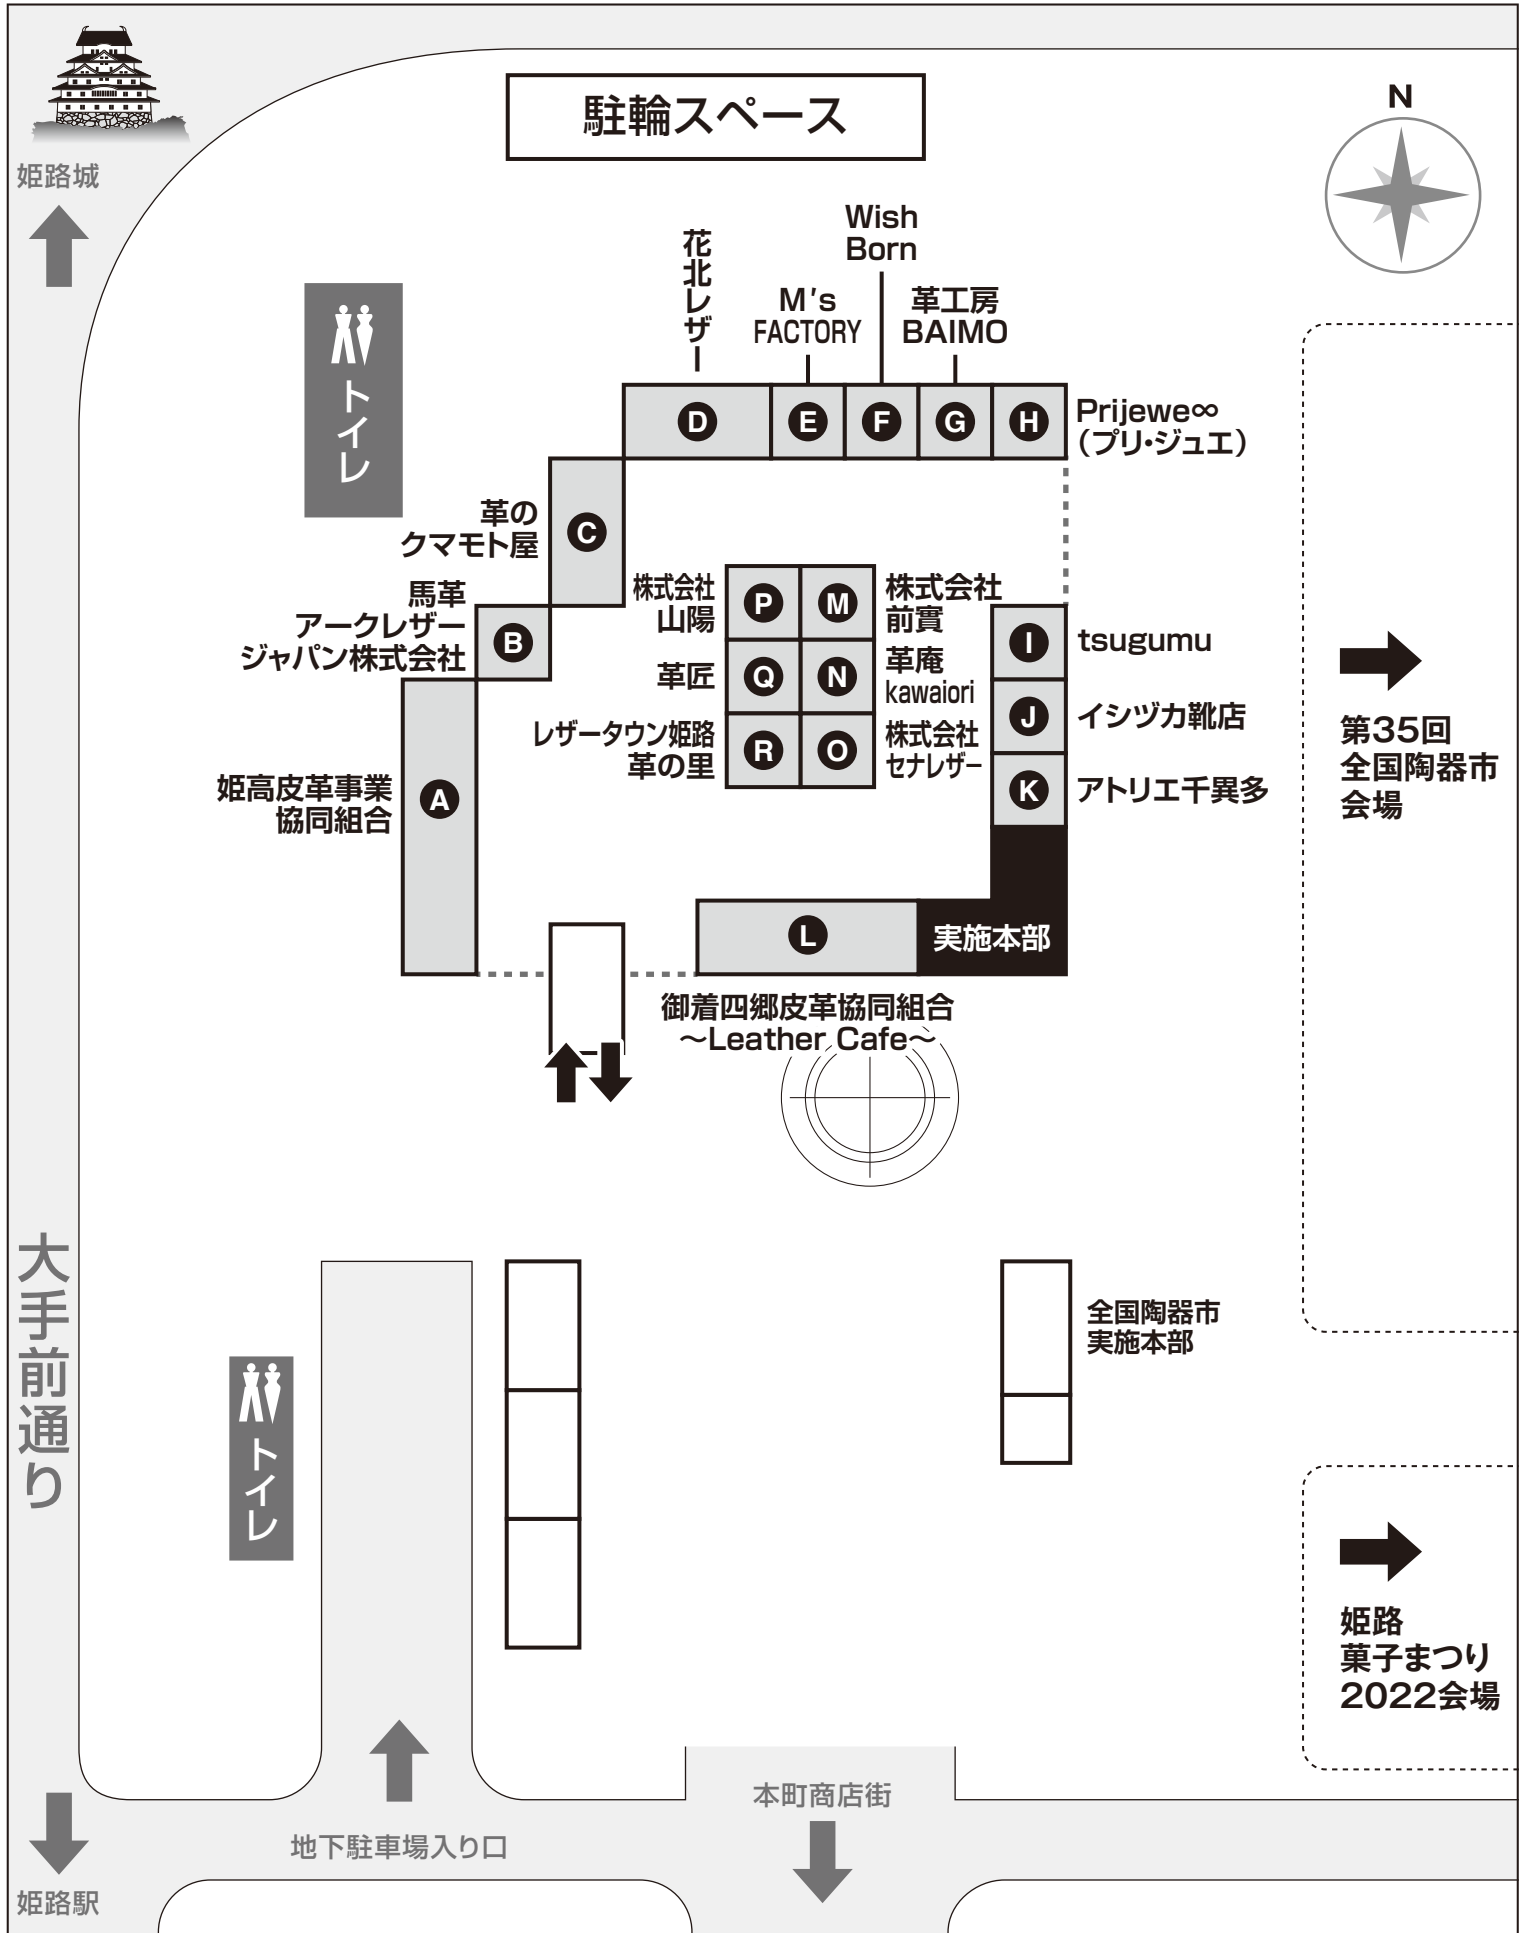 駐輪スペース
N
姫路城
トイレ
花北レザー
M's
FACTORY
Wish
Born
革工房
BAIMO
D
E
F
G
H
Prijewe∞
（プリ・ジュエ）
革の
クマモト屋
C
馬革
アークレザー
ジャパン株式会社
B
姫高皮革事業
協同組合
A
株式会社
山陽
P
M
株式会社
前實
革匠
Q
N
革庵
kawaiori
レザータウン姫路
革の里
R
O
株式会社
セナレザー
I
tsugumu
J
イシヅカ靴店
K
アトリエ千異多
L
実施本部
御着四郷皮革協同組合
～Leather Cafe～
第35回
全国陶器市
会場
大手前通り
トイレ
全国陶器市
実施本部
姫路
菓子まつり
2022会場
本町商店街
地下駐車場入り口
姫路駅